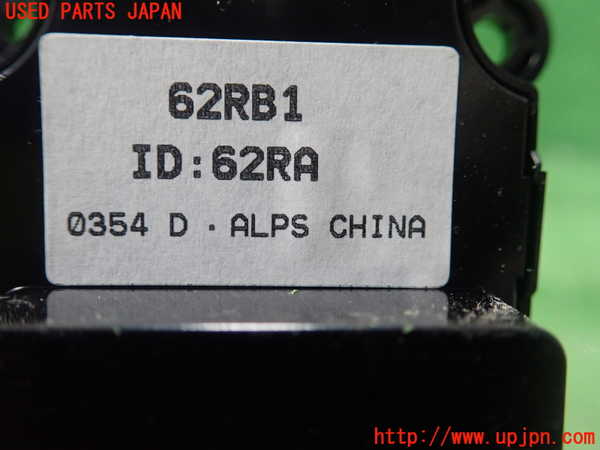 USED PARTS JAPAN
62RB1
ID:62RA
0354 D · ALPS CHINA
http://www.upjpn.com/